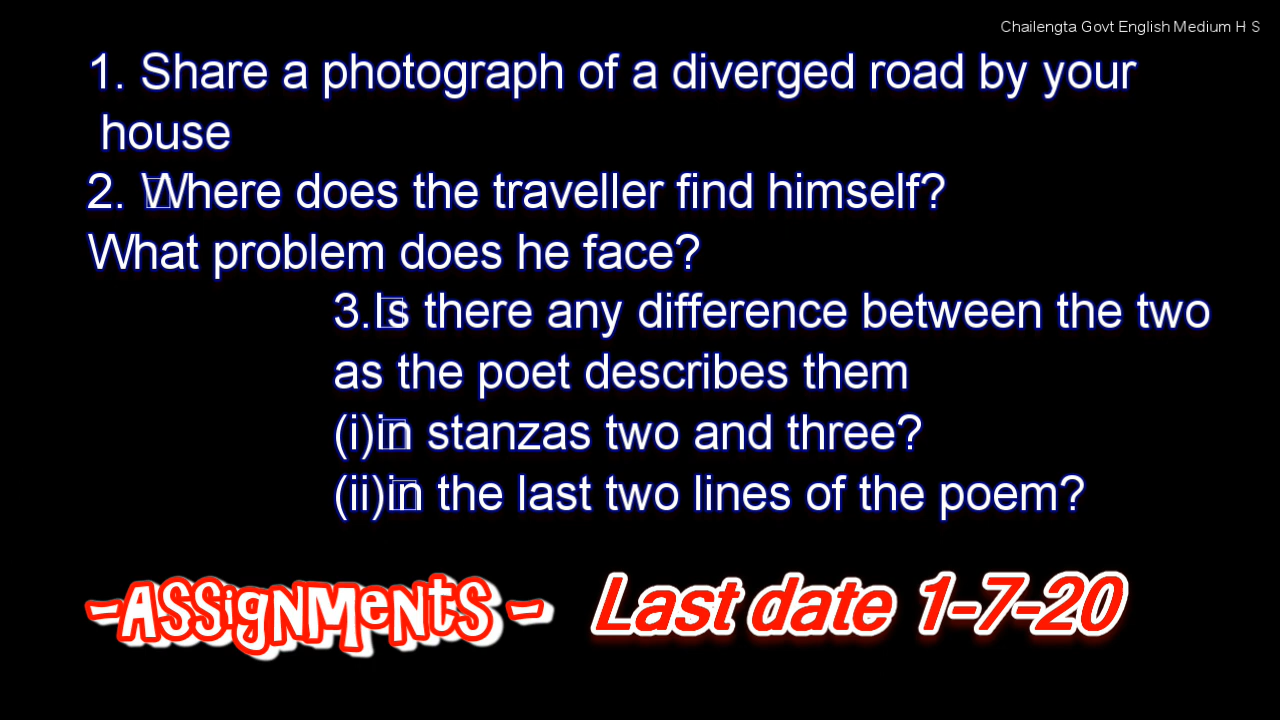 Chailengta Govt English Medium H S
1. Share a photograph of a diverged road by your
house
2. Where does the traveller find himself?
What problem does he face?
3.Is there any difference between the two
as the poet describes them
(i)in stanzas two and three?
(ii)in the last two lines of the poem?
-Assignments - Last date 1-7-20